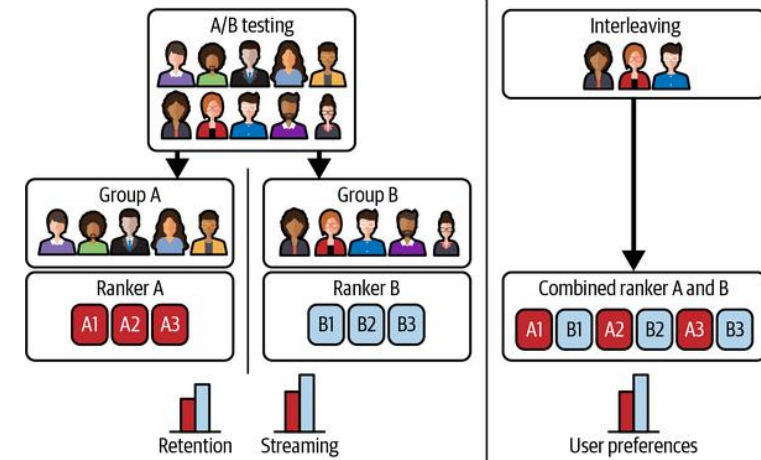 A/B testing
Interleaving
Group A
Group B
Ranker A
A1 A2 A3
Ranker B
B1 B2 B3
Combined ranker A and B
A1 B1 A2 B2 A3 B3
Retention
Streaming
User preferences